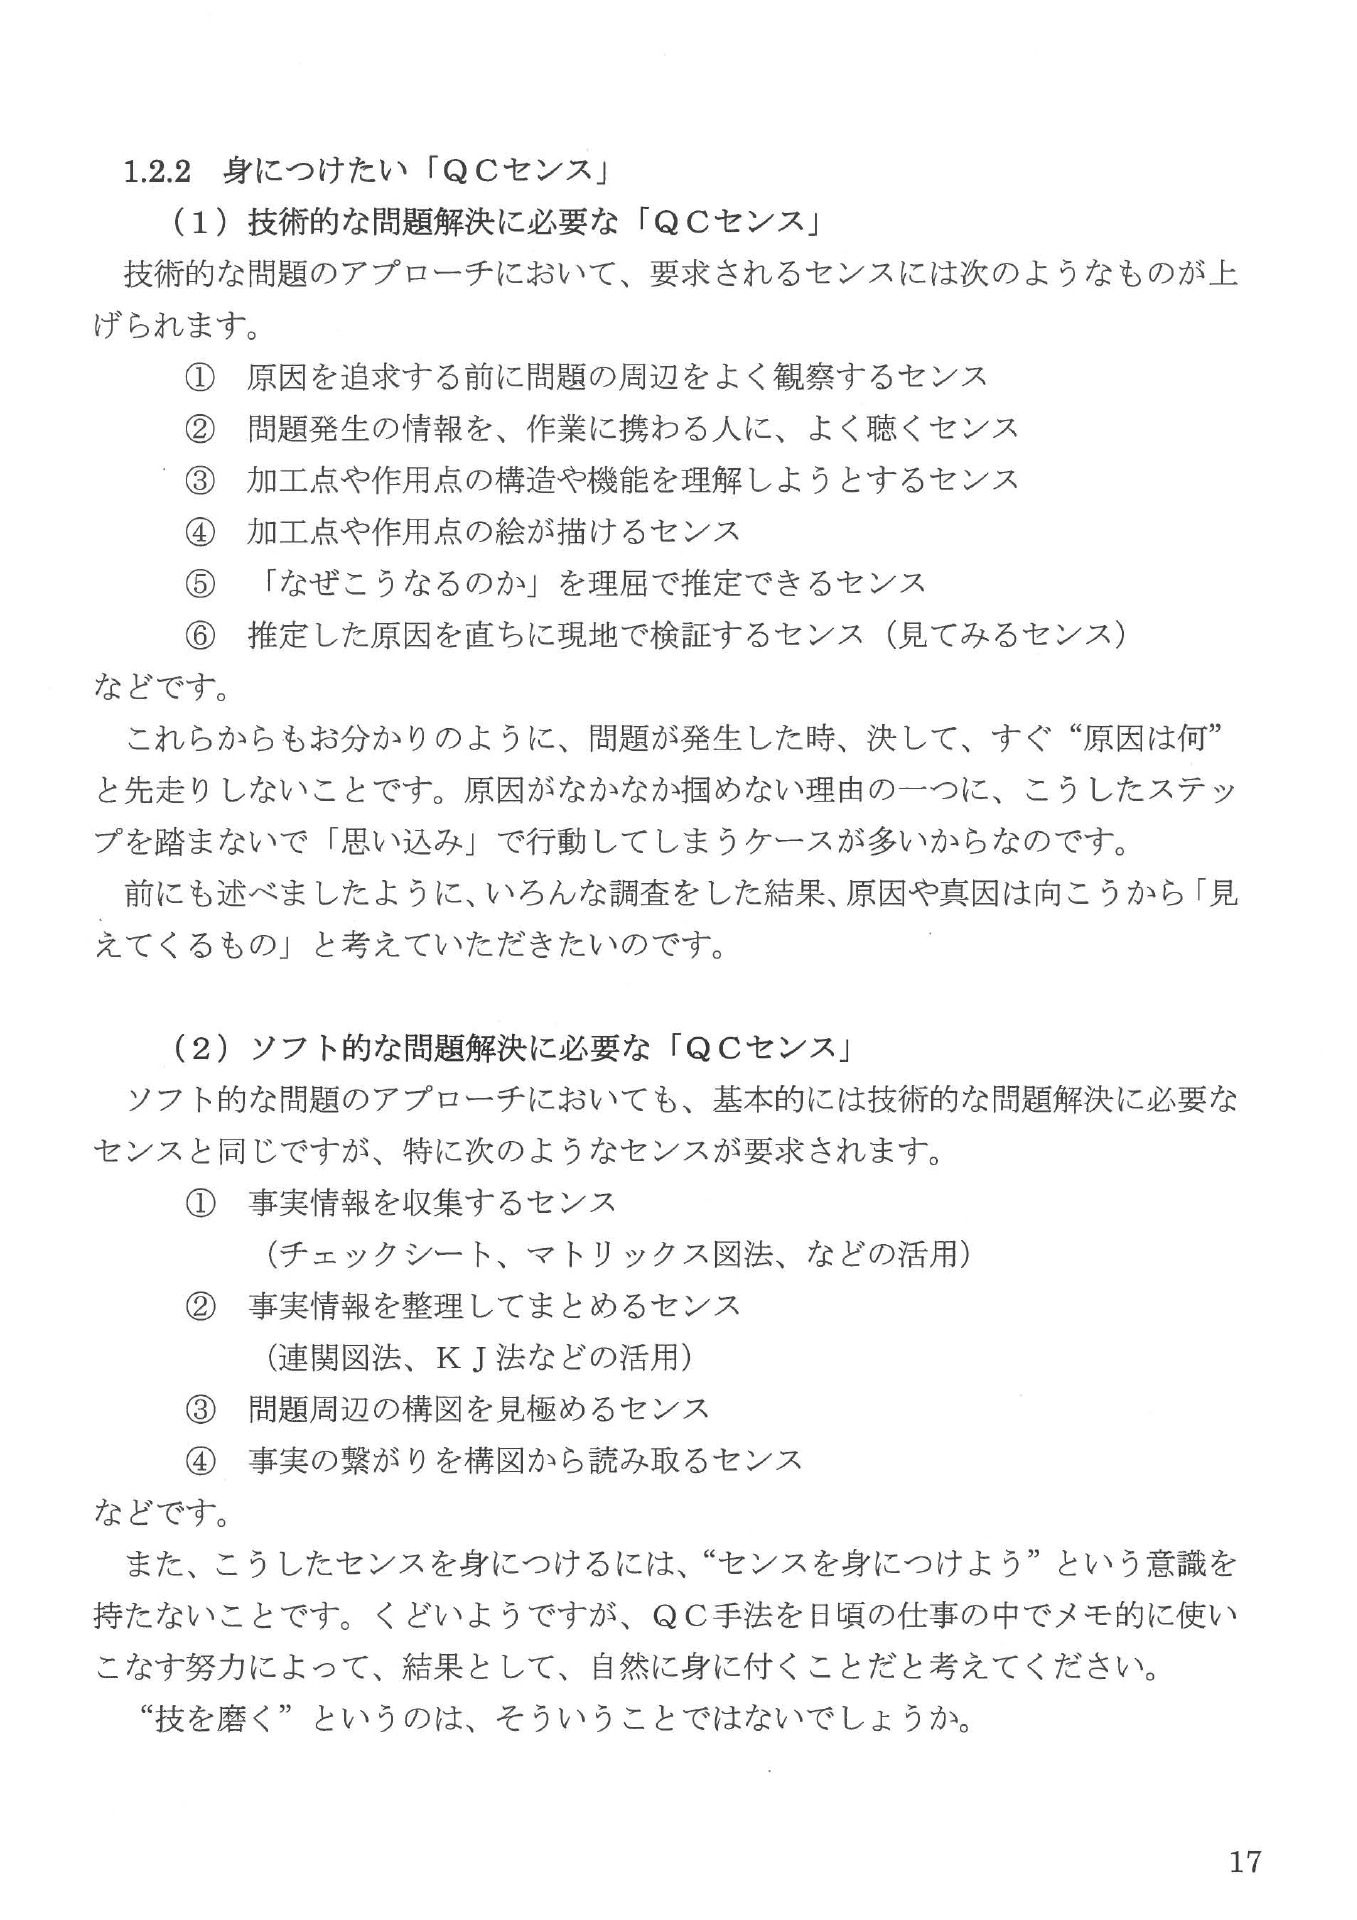 1.2.2　身につけたい「ＱＣセンス」
（１）技術的な問題解決に必要な「ＱＣセンス」
技術的な問題のアプローチにおいて、要求されるセンスには次のようなものが上
げられます。
①　原因を追求する前に問題の周辺をよく観察するセンス
②　問題発生の情報を、作業に携わる人に、よく聴くセンス
③　加工点や作用点の構造や機能を理解しようとするセンス
④　加工点や作用点の絵が描けるセンス
⑤　「なぜこうなるのか」を理屈で推定できるセンス
⑥　推定した原因を直ちに現地で検証するセンス（見てみるセンス）
などです。
これらからもお分かりのように、問題が発生した時、決して、すぐ“原因は何”
と先走りしないことです。原因がなかなか掴めない理由の一つに、こうしたステッ
プを踏まないで「思い込み」で行動してしまうケースが多いからなのです。
前にも述べましたように、いろんな調査をした結果、原因や真因は向こうから「見
えてくるもの」と考えていただきたいのです。
（２）ソフト的な問題解決に必要な「ＱＣセンス」
ソフト的な問題のアプローチにおいても、基本的には技術的な問題解決に必要な
センスと同じですが、特に次のようなセンスが要求されます。
①　事実情報を収集するセンス
（チェックシート、マトリックス図法、などの活用）
②　事実情報を整理してまとめるセンス
（連関図法、ＫＪ法などの活用）
③　問題周辺の構図を見極めるセンス
④　事実の繋がりを構図から読み取るセンス
などです。
また、こうしたセンスを身につけるには、“センスを身につけよう”という意識を
持たないことです。くどいようですが、ＱＣ手法を日頃の仕事の中でメモ的に使い
こなす努力によって、結果として、自然に身に付くことだと考えてください。
“技を磨く”というのは、そういうことではないでしょうか。
17